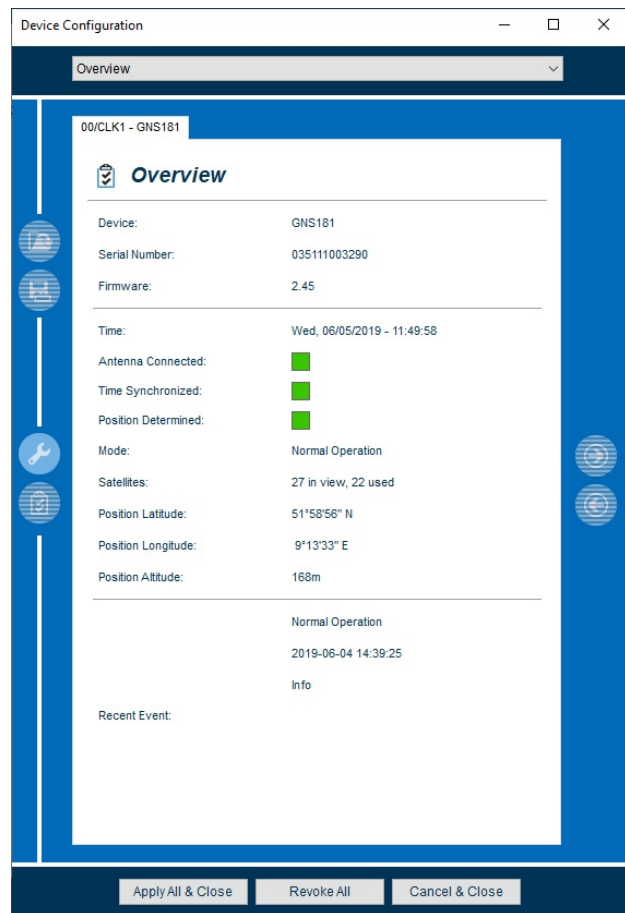 Device Configuration
Overview
00/CLK1 - GNS181
Overview
Device: GNS181
Serial Number: 035111003290
Firmware: 2.45
Time: Wed, 06/05/2019 - 11:49:58
Antenna Connected:
Time Synchronized:
Position Determined:
Mode: Normal Operation
Satellites: 27 in view, 22 used
Position Latitude: 51°58'56" N
Position Longitude: 9°13'33" E
Position Altitude: 168m
Normal Operation
2019-06-04 14:39:25
Info
Recent Event:
Apply All & Close Revoke All Cancel & Close